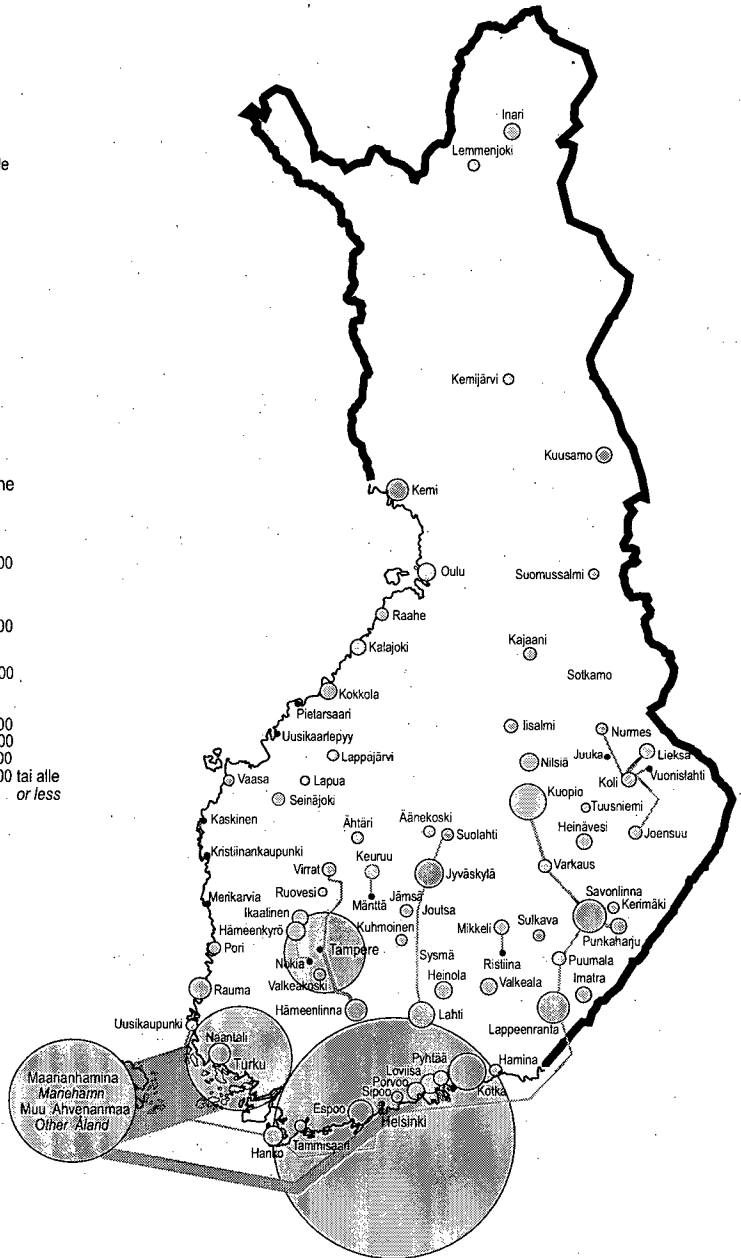 le
ne
00
00
00
00
00
00
00 tai alle
or less
Inari
Lemmenjoki
Kemijärvi
Kuusamo
Kemi
Oulu
Suomussalmi
Raahe
Kajaani
Kalajoki
Sotkamo
Kokkola
Pietarsaari
Iisalmi
Nurmes
Uusikaarlepyy
Lieksa
Juuka
Lappajärvi
Nilsiä
Vuonislahti
Koli
Vaasa
Lapua
Kuopio
Seinäjoki
Tuusniemi
Kaskinen
Äänekoski
Suolahti
Joensuu
Ähtäri
Heinävesi
Kristiinankaupunki
Virrat
Keuruu
Jyväskylä
Varkaus
Ruovesi
Mänttä
Jämsä
Savonlinna
Merikarvia
Joutsa
Kerimäki
Ikaalinen
Kuhmoinen
Mikkeli
Sulkava
Hämeenkyrö
Punkaharju
Pori
Tampere
Sysmä
Ristiina
Puumala
Nokia
Valkeakoski
Heinola
Valkeala
Imatra
Rauma
Hämeenlinna
Lahti
Lappeenranta
Uusikaupunki
Naantali
Turku
Pyhtää
Hamina
Loviisa
Maarianhamina
Mariehamn
Muu Ahvenanmaa
Other Åland
Porvoo
Sipoo
Kotka
Espoo
Helsinki
Tammisaari
Hanko